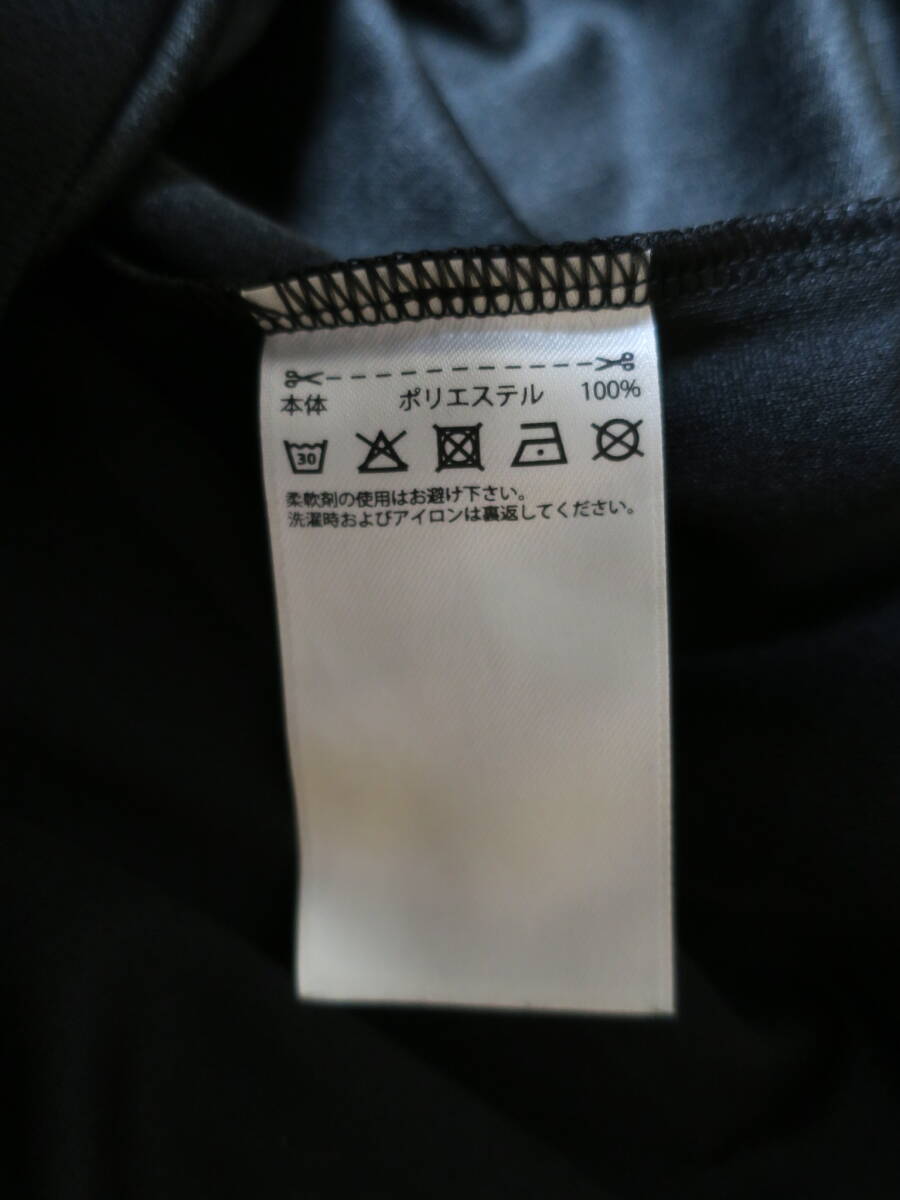 本体 ポリエステル 100%
30
柔軟剤の使用はお避け下さい。
洗濯時およびアイロンは裏返してください。